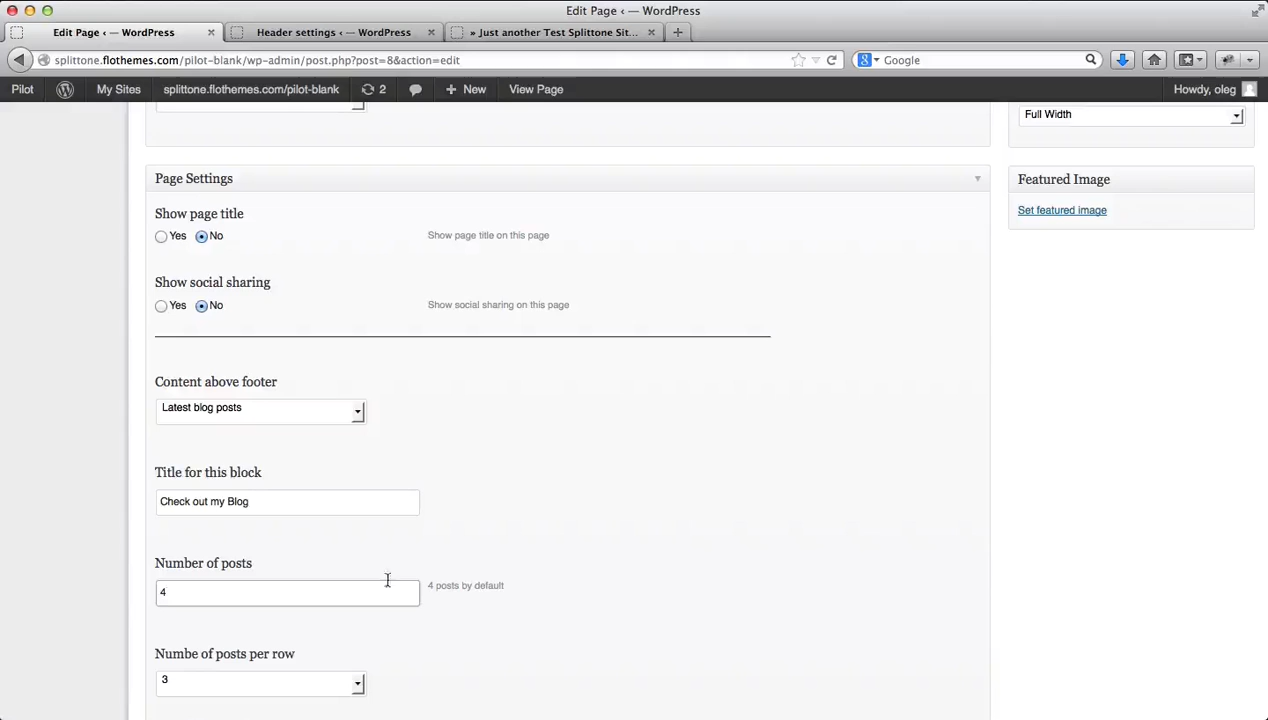 Edit Page ‹ — WordPress
Edit Page ‹ — WordPress
Header settings ‹ — WordPress
» Just another Test Splittone Sit...
splittone.flothemes.com/pilot-blank/wp-admin/post.php?post=8&action=edit
Google
Pilot
My Sites
splittone.flothemes.com/pilot-blank
2
New
View Page
Howdy, oleg
Full Width
Page Settings
Featured Image
Set featured image
Show page title
Yes
No
Show page title on this page
Show social sharing
Yes
No
Show social sharing on this page
Content above footer
Latest blog posts
Title for this block
Check out my Blog
Number of posts
4
4 posts by default
Numbe of posts per row
3